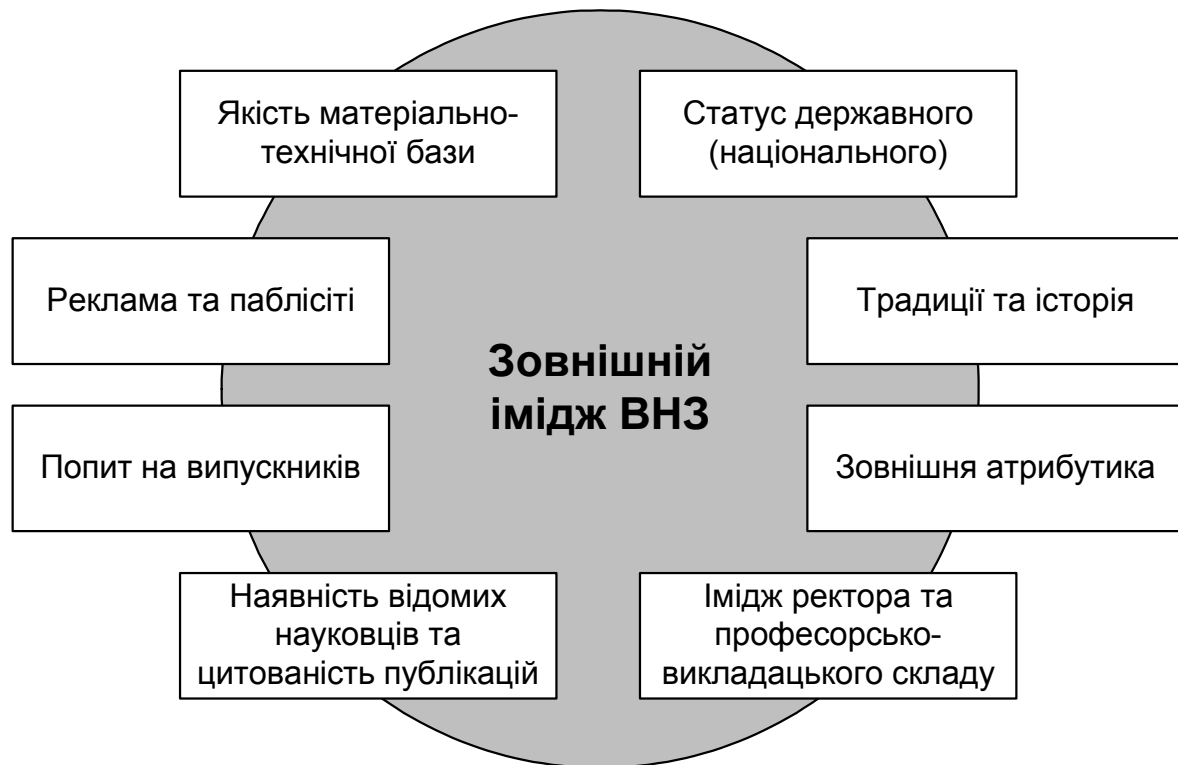 Якість матеріально-
технічної бази
Статус державного
(національного)
Реклама та паблісіті
Традиції та історія
Зовнішній
імідж ВНЗ
Попит на випускників
Зовнішня атрибутика
Наявність відомих
науковців та
цитованість публікацій
Імідж ректора та
професорсько-
викладацького складу